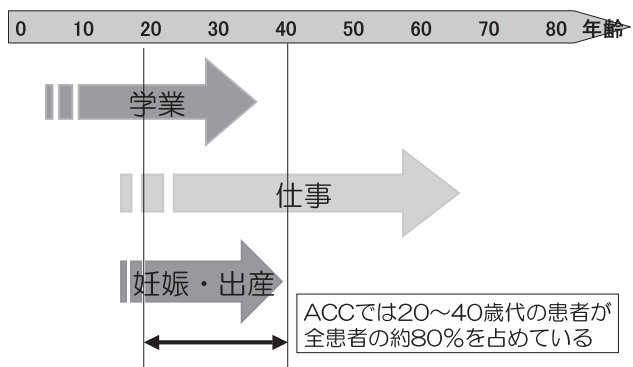 0 10 20 30 40 50 60 70 80 年齢
学業
仕事
妊娠・出産
ACCでは20～40歳代の患者が
全患者の約80%を占めている